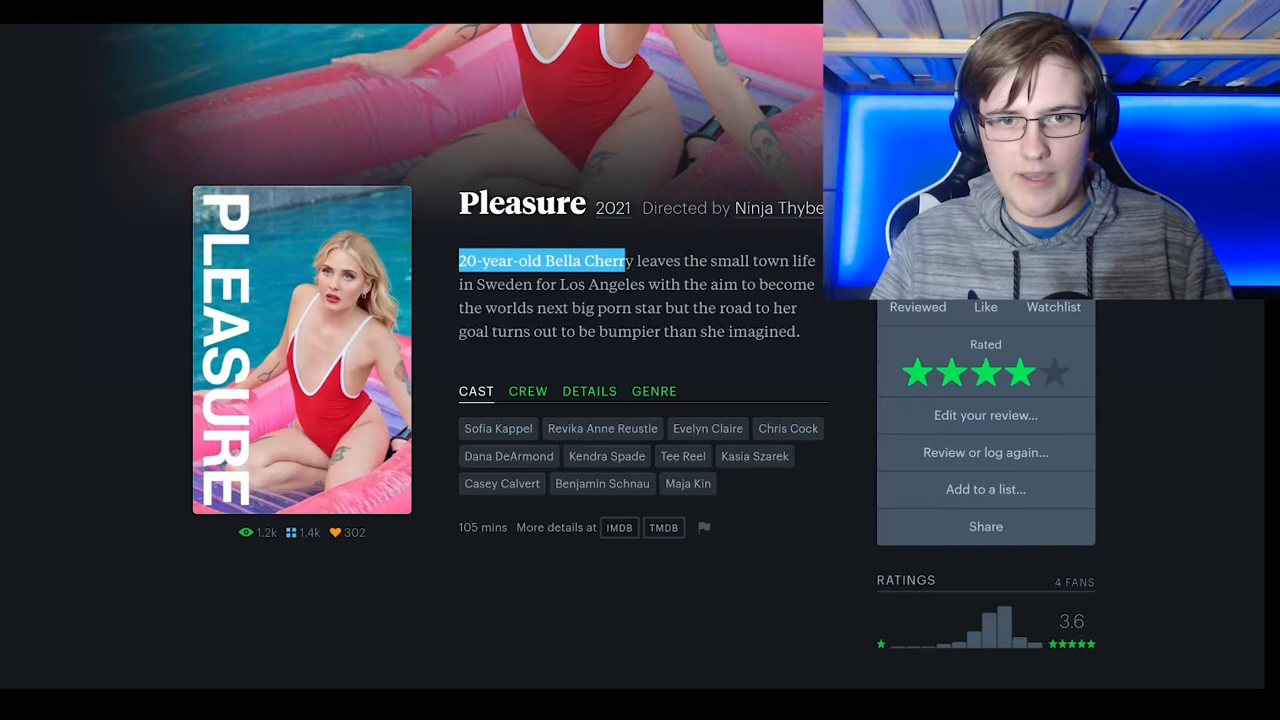 PLEASURE
Pleasure 2021 Directed by Ninja Thybe
20-year-old Bella Cherry leaves the small town life
in Sweden for Los Angeles with the aim to become
the worlds next big porn star but the road to her
goal turns out to be bumpier than she imagined.
CAST CREW DETAILS GENRE
Sofia Kappel Revika Anne Reustle Evelyn Claire Chris Cock
Dana DeArmond Kendra Spade Tee Reel Kasia Szarek
Casey Calvert Benjamin Schnau Maja Kin
105 mins More details at IMDB TMDB
1.2k 1.4k 302
Reviewed Like Watchlist
Rated
Edit your review...
Review or log again...
Add to a list...
Share
RATINGS 4 FANS
3.6